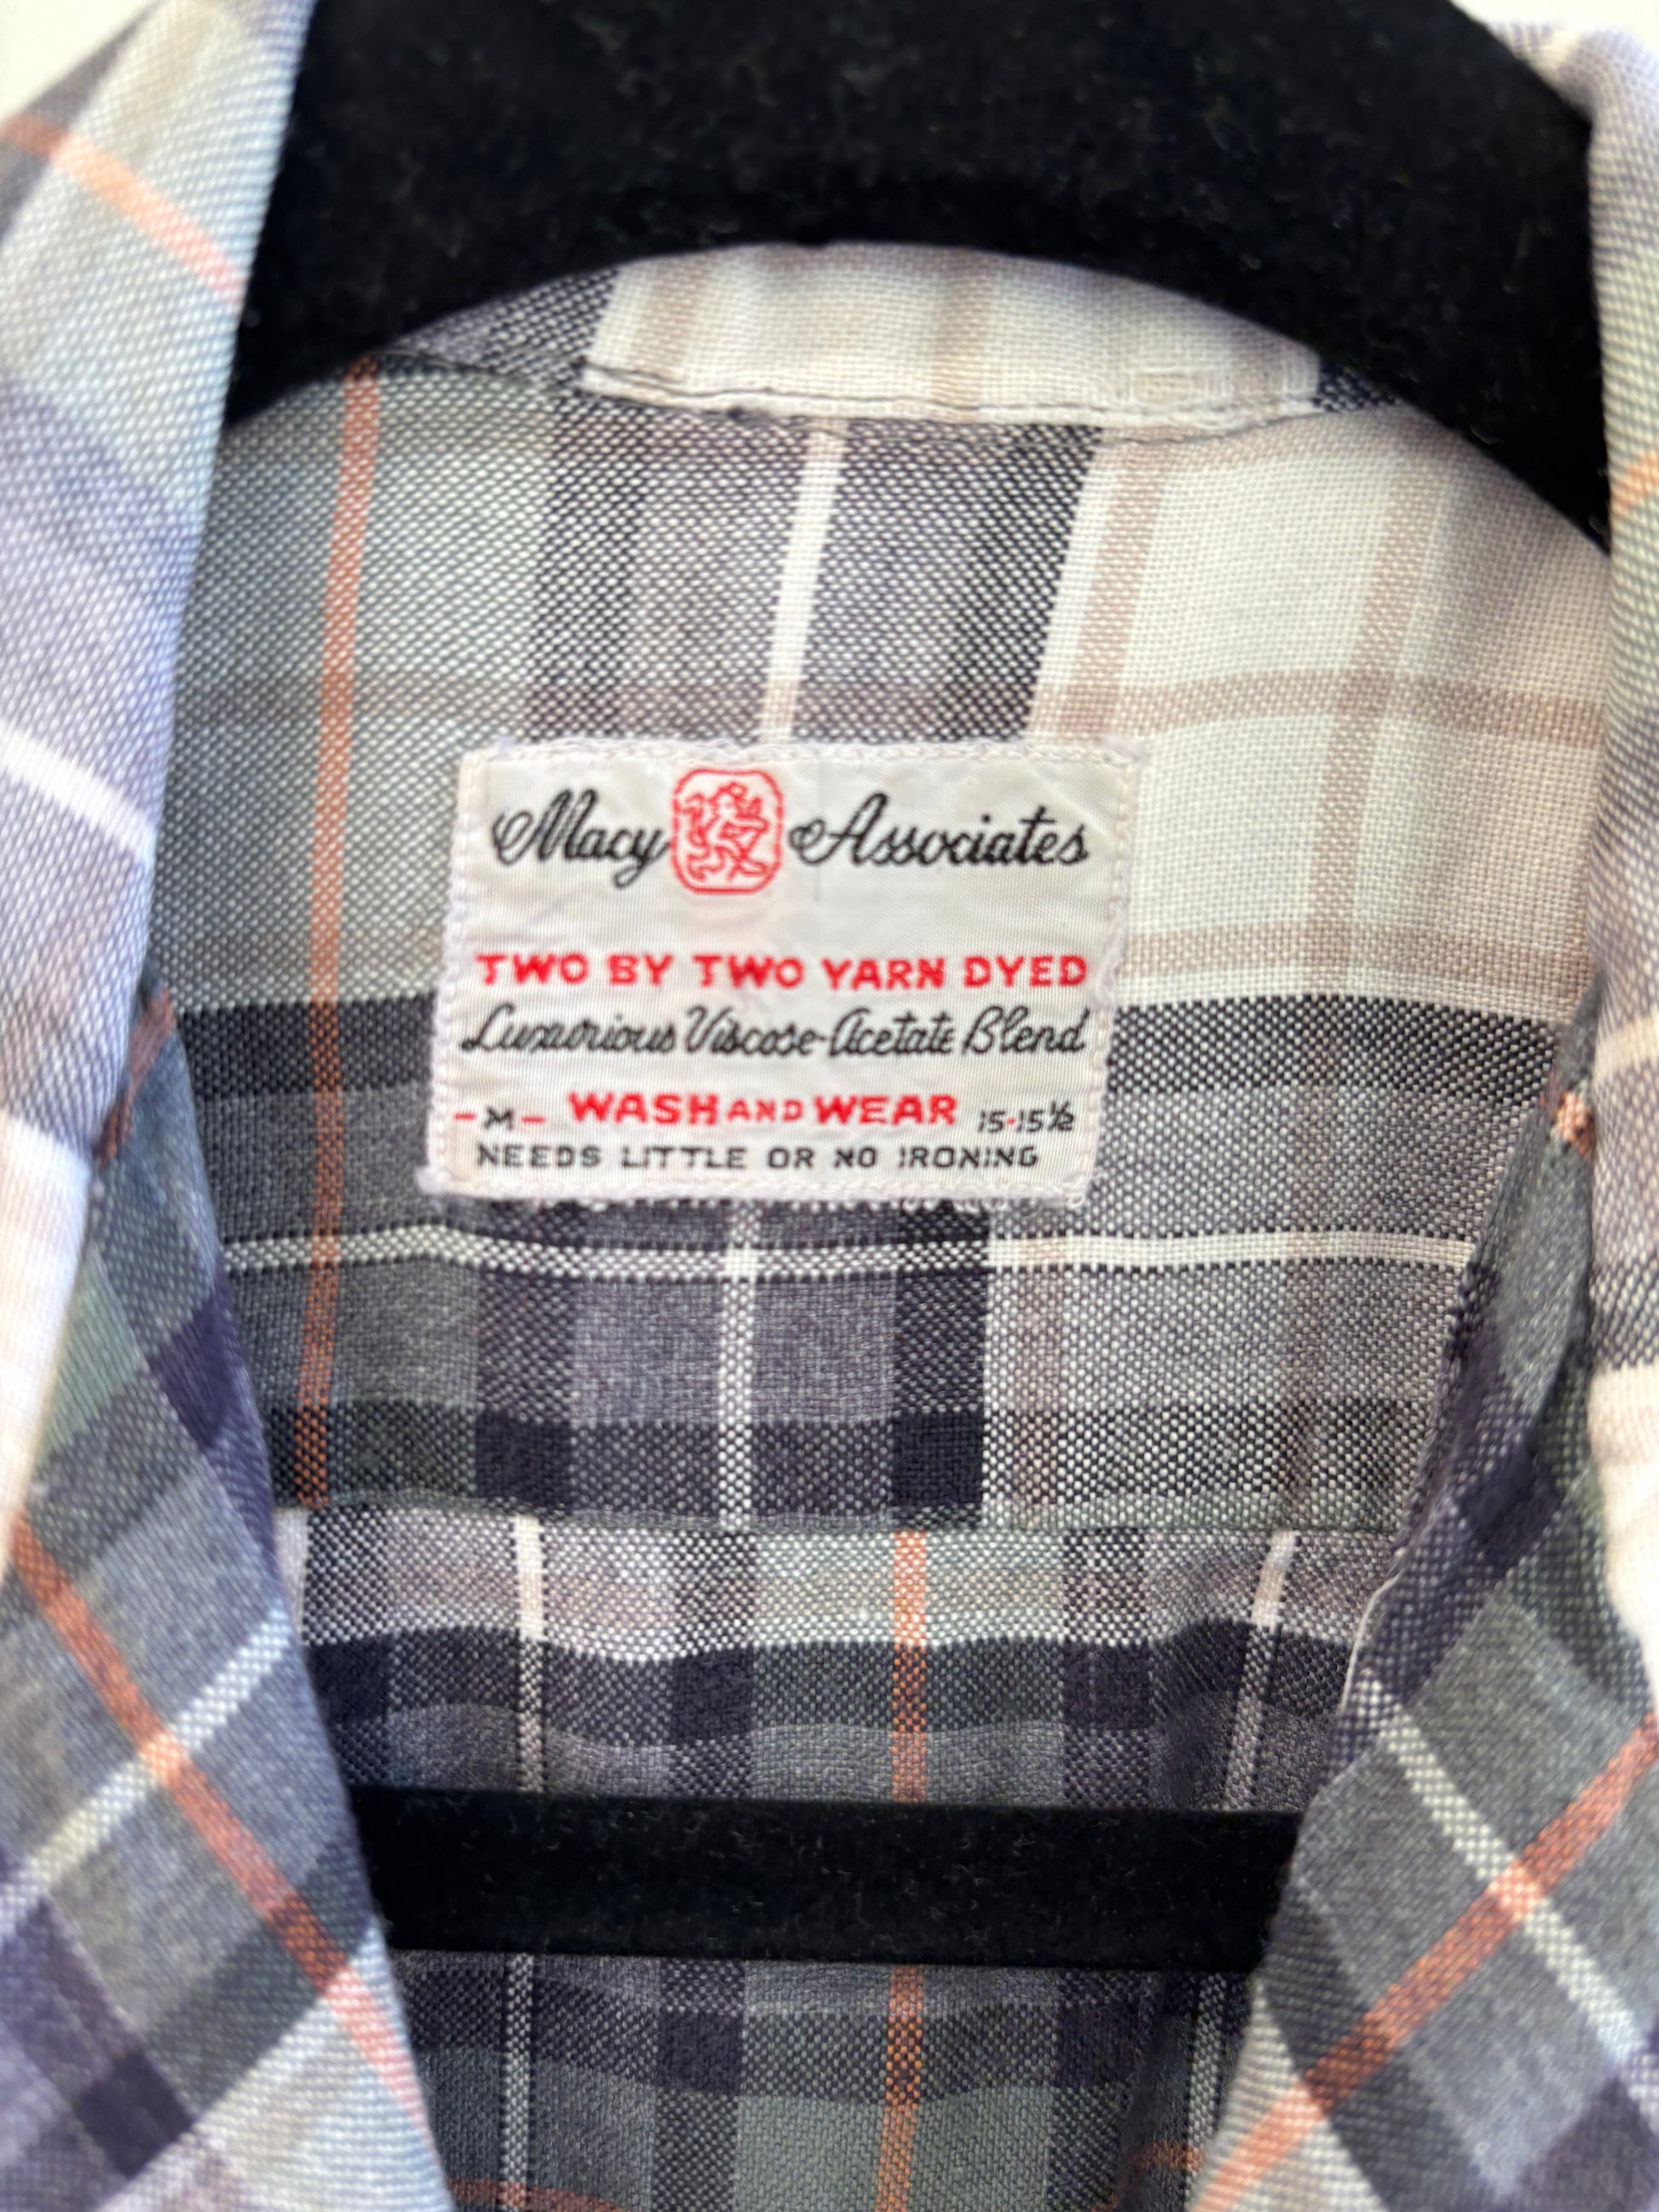 Macy Associates
TWO BY TWO YARN DYED
Luxurious Viscose-Acetate Blend
-M- WASH AND WEAR 15-15½
NEEDS LITTLE OR NO IRONING